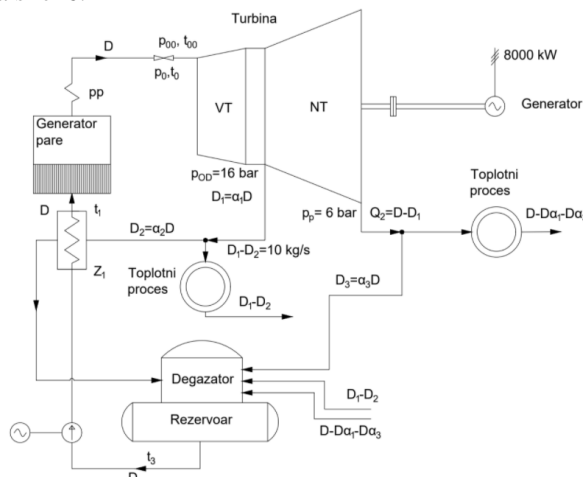 Turbina
D
p00, t00
p0,t0
8000 kW
pp
VT
NT
Generator
Generator
pare
pOD=16 bar
D1=α1D
Toplotni
proces
D
t1
pp= 6 bar
Q2=D-D1
D-Dα1-Dα
D2=α2D
D1-D2=10 kg/s
Z1
Toplotni
proces
D3=α3D
D1-D2
Degazator
D1-D2
Rezervoar
D-Dα1-Dα3
t3
D